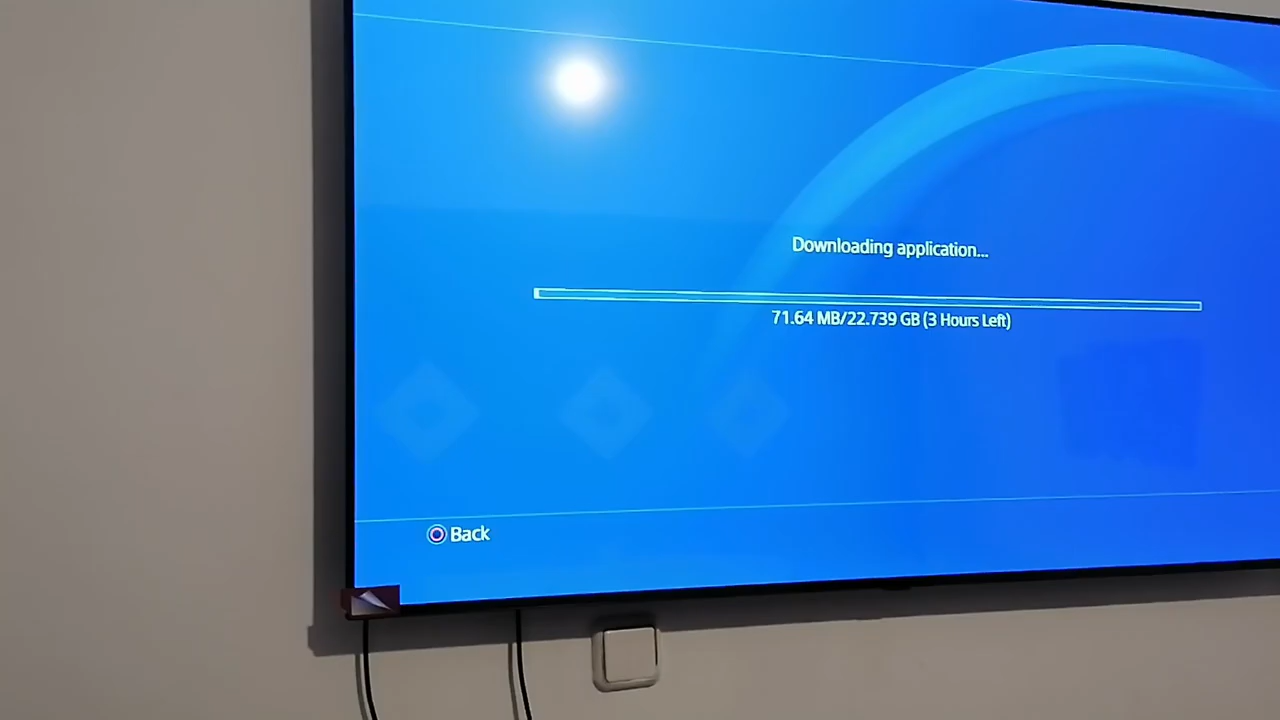 Downloading application...
71.64 MB/22.739 GB (3 Hours Left)
Back